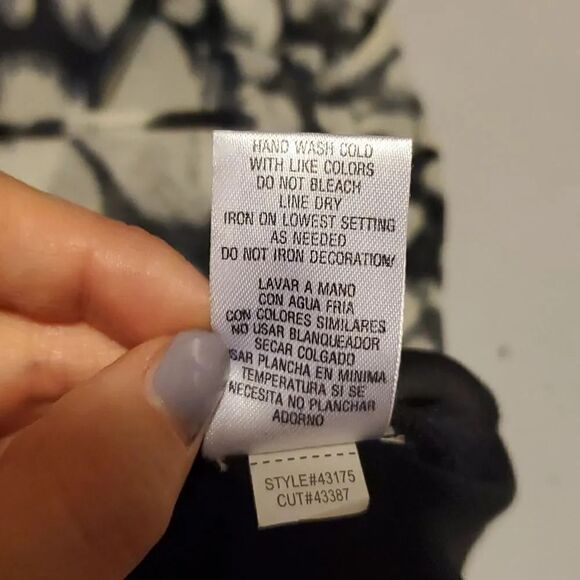 HAND WASH COLD
WITH LIKE COLORS
DO NOT BLEACH
LINE DRY
IRON ON LOWEST SETTING
AS NEEDED
DO NOT IRON DECORATION/
LAVAR A MANO
CON AGUA FRIA
CON COLORES SIMILARES
NO USAR BLANQUEADOR
SECAR COLGADO
SAR PLANCHA EN MINIMA
TEMPERATURA SI SE
NECESITA NO PLANCHAR
ADORNO
STYLE#43175
CUT#43387